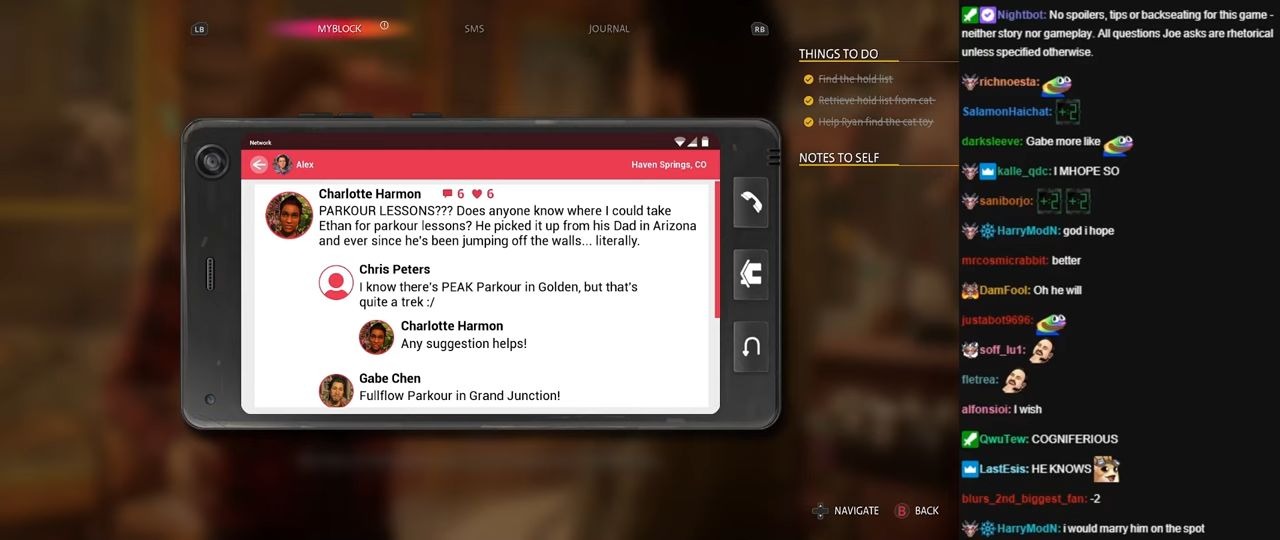 LB
MYBLOCK
SMS
JOURNAL
RB
THINGS TO DO
Find the hold list
Retrieve hold list from cat
Help Ryan find the cat toy
NOTES TO SELF
Network
Alex
Haven Springs, CO
Charlotte Harmon 6 6
PARKOUR LESSONS??? Does anyone know where I could take
Ethan for parkour lessons? He picked it up from his Dad in Arizona
and ever since he's been jumping off the walls... literally.
Chris Peters
I know there's PEAK Parkour in Golden, but that's
quite a trek :/
Charlotte Harmon
Any suggestion helps!
Gabe Chen
Fullflow Parkour in Grand Junction!
NAVIGATE
B BACK
Nightbot: No spoilers, tips or backseating for this game -
neither story nor gameplay. All questions Joe asks are rhetorical
unless specified otherwise.
richnoesta:
SalamonHaichat: +2
darksleeve: Gabe more like
kalle_qdc: I MHOPE SO
saniborjo: +2 +2
HarryModN: god i hope
mrcosmicrabbit: better
DamFool: Oh he will
justabot9696:
soff_lu1:
fletrea:
alfonsioi: I wish
QwuTew: COGNIFERIOUS
LastEsis: HE KNOWS
blurs_2nd_biggest_fan: -2
HarryModN: i would marry him on the spot